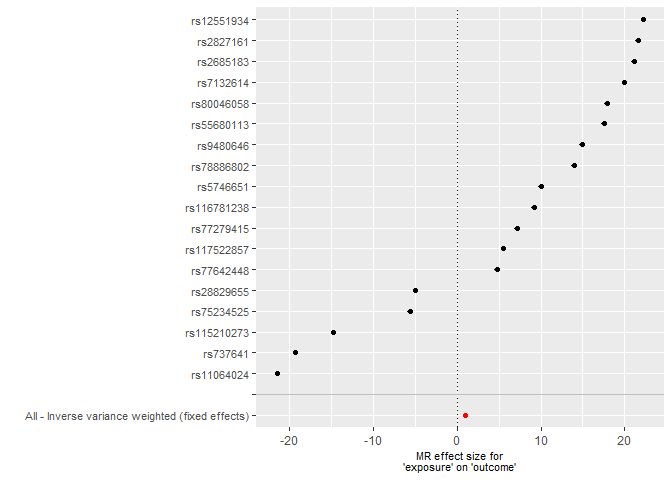 rs12551934
rs2827161
rs2685183
rs7132614
rs80046058
rs55680113
rs9480646
rs78886802
rs5746651
rs116781238
rs77279415
rs117522857
rs77642448
rs28829655
rs75234525
rs115210273
rs737641
rs11064024
All - Inverse variance weighted (fixed effects)
-20 -10 0 10 20
MR effect size for
'exposure' on 'outcome'